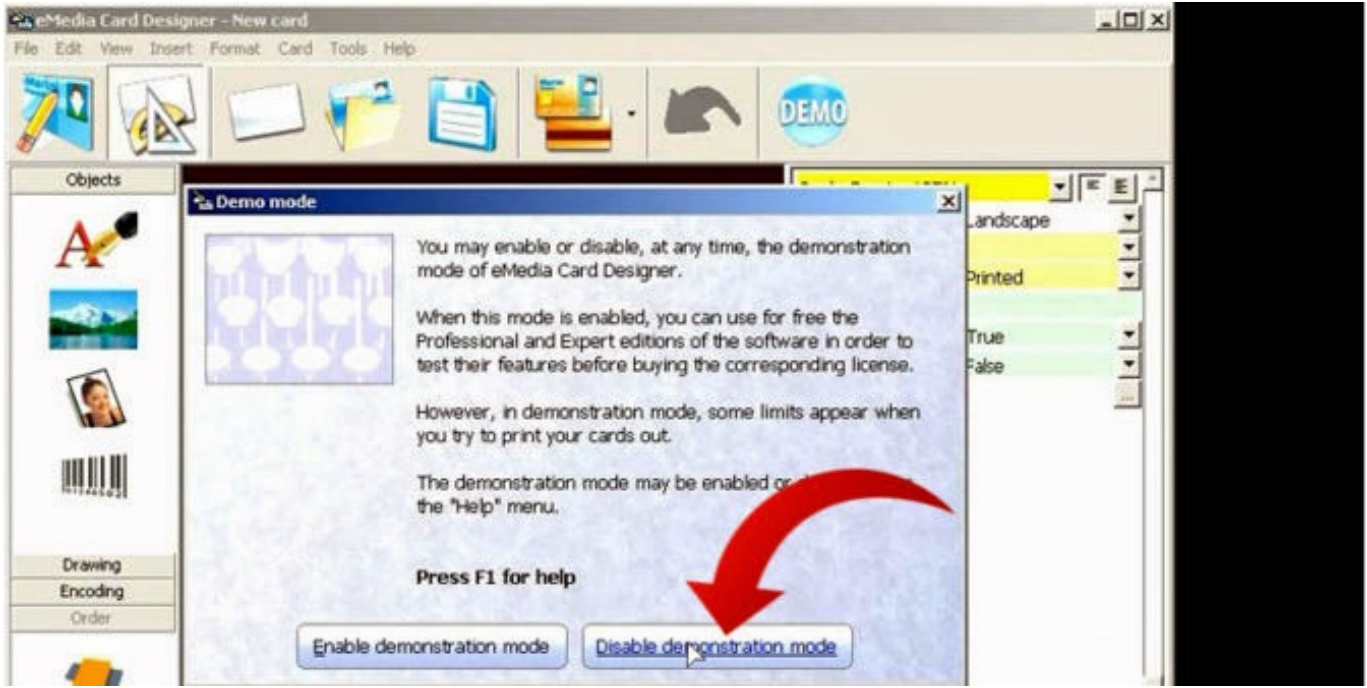 eMedia Card Designer - New card
File Edit View Insert Format Card Tools Help
DEMO
Objects
Demo mode
You may enable or disable, at any time, the demonstration
mode of eMedia Card Designer.
When this mode is enabled, you can use for free the
Professional and Expert editions of the software in order to
test their features before buying the corresponding license.
However, in demonstration mode, some limits appear when
you try to print your cards out.
The demonstration mode may be enabled or
the "Help" menu.
Press F1 for help
Enable demonstration mode
Disable demonstration mode
Landscape
Printed
True
False
...
Drawing
Encoding
Order